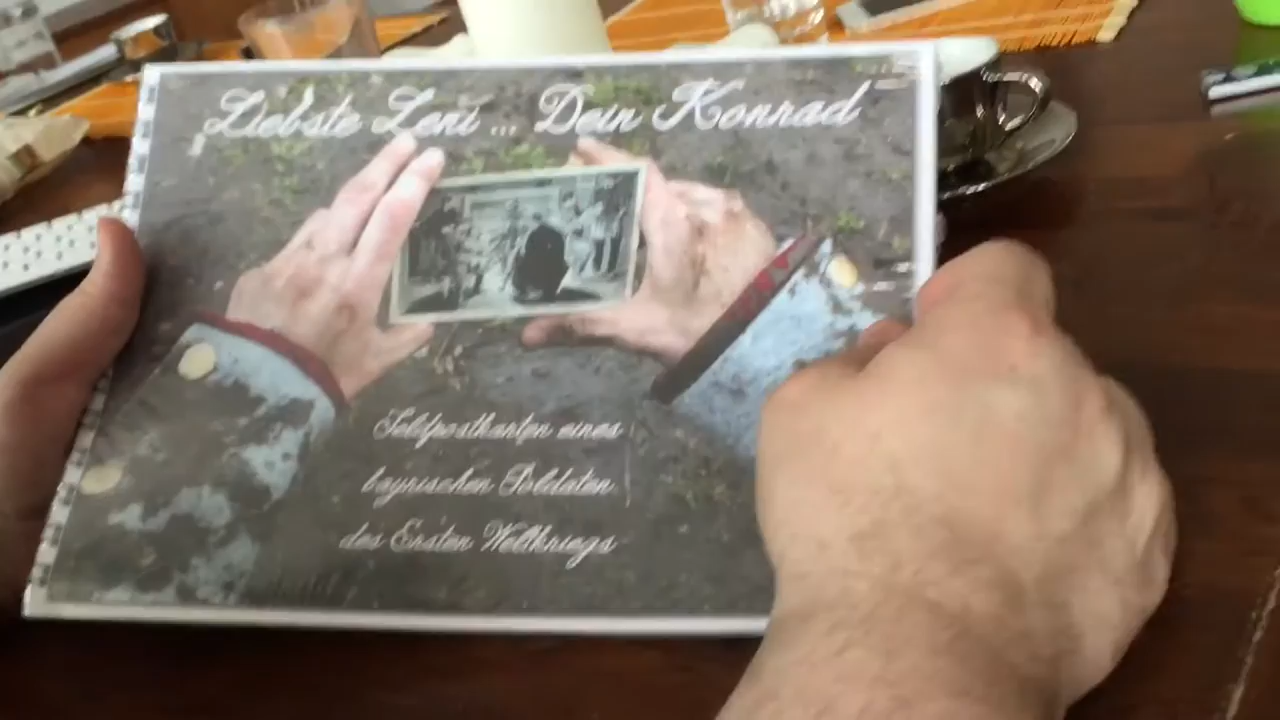 Liebste Leni ... Dein Konrad
Feldpostkarten eines
bayrischen Soldaten
des Ersten Weltkriegs